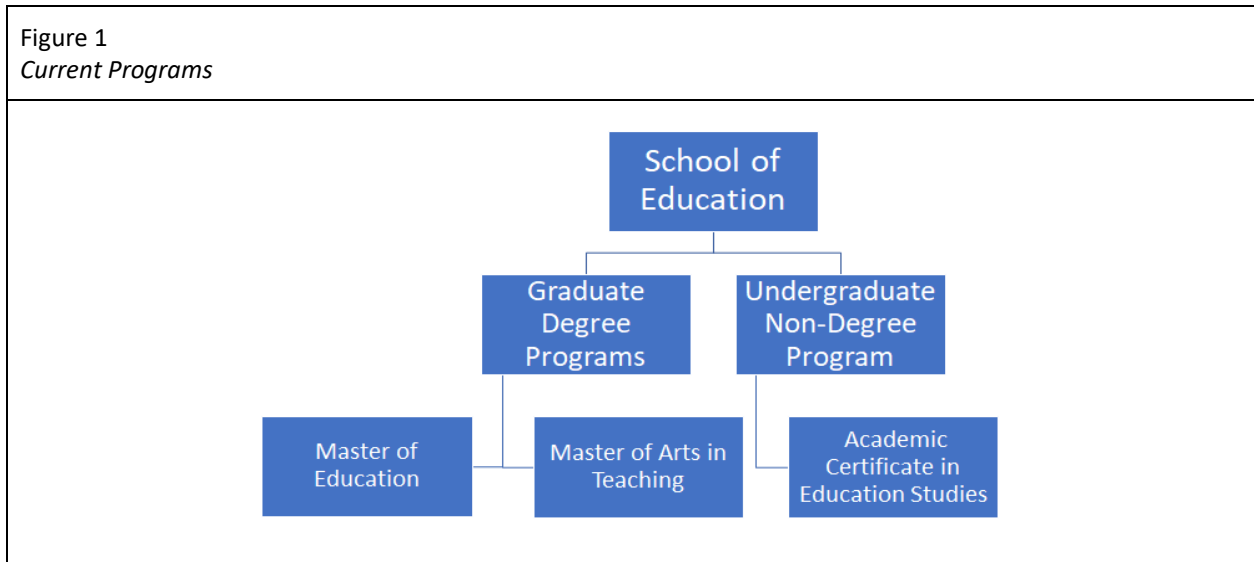 Figure 1
Current Programs
School of
Education
Graduate
Degree
Programs
Undergraduate
Non-Degree
Program
Master of
Education
Master of Arts in
Teaching
Academic
Certificate in
Education Studies